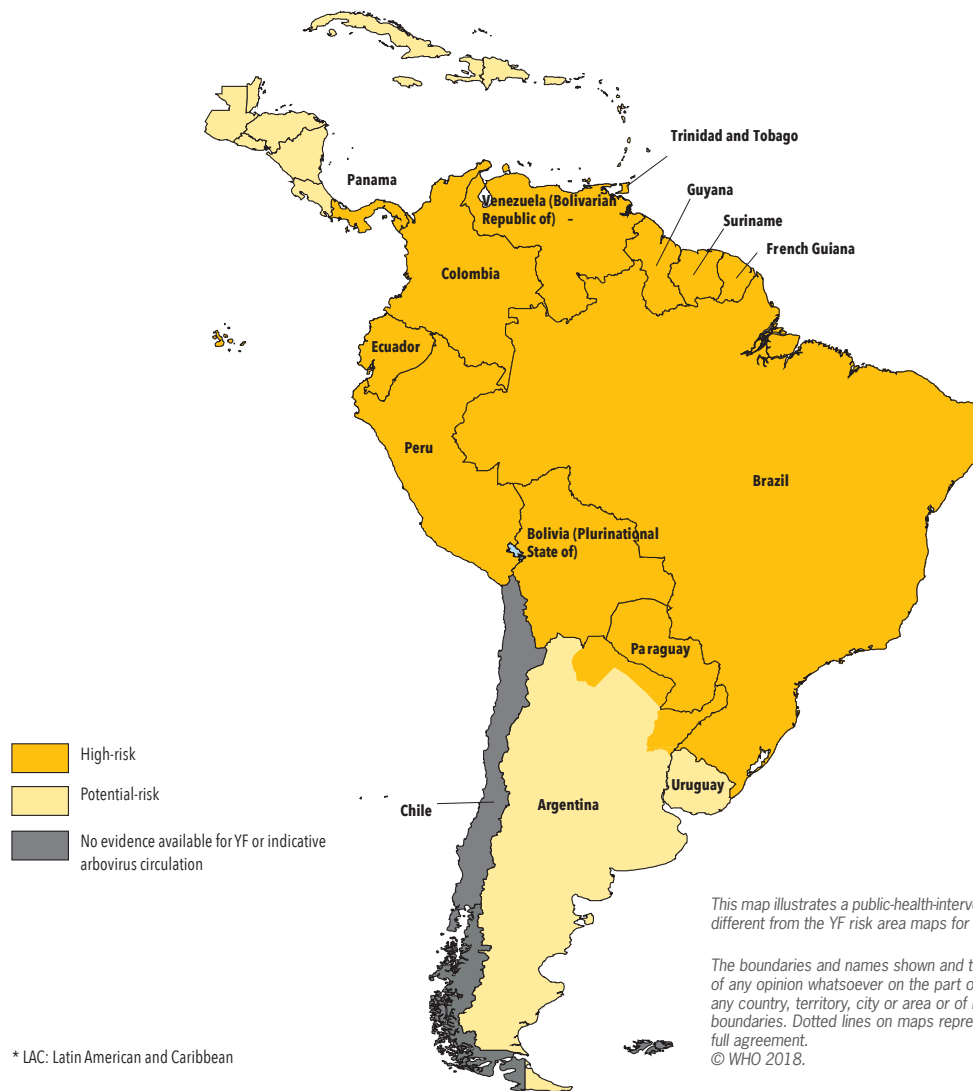 Trinidad and Tobago
Panama
Guyana
Venezuela (Bolivarian
Republic of)
Suriname
French Guiana
Colombia
Ecuador
Peru
Brazil
Bolivia (Plurinational
State of)
Paraguay
High-risk
Potential-risk
Uruguay
Chile
Argentina
No evidence available for YF or indicative
arbovirus circulation
This map illustrates a public-health-interv
different from the YF risk area maps for
The boundaries and names shown and t
of any opinion whatsoever on the part o
any country, territory, city or area or of
boundaries. Dotted lines on maps repre
full agreement.
© WHO 2018.
* LAC: Latin American and Caribbean